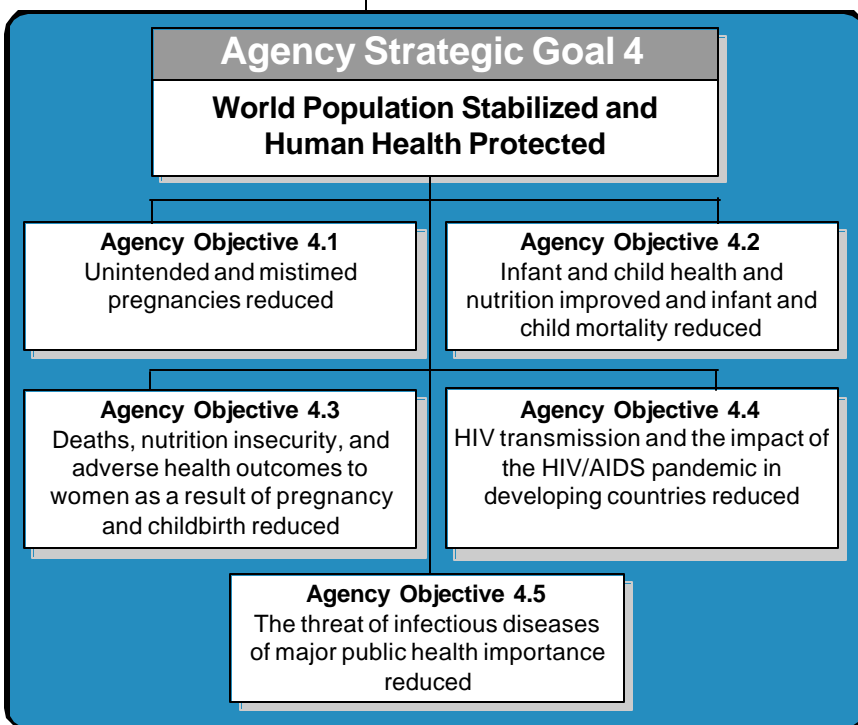 Agency Strategic Goal 4
World Population Stabilized and
Human Health Protected
Agency Objective 4.1
Unintended and mistimed
pregnancies reduced
Agency Objective 4.2
Infant and child health and
nutrition improved and infant and
child mortality reduced
Agency Objective 4.3
Deaths, nutrition insecurity, and
adverse health outcomes to
women as a result of pregnancy
and childbirth reduced
Agency Objective 4.4
HIV transmission and the impact of
the HIV/AIDS pandemic in
developing countries reduced
Agency Objective 4.5
The threat of infectious diseases
of major public health importance
reduced